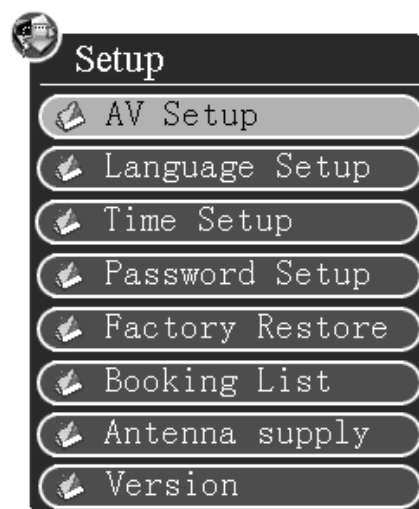 Setup
AV Setup
Language Setup
Time Setup
Password Setup
Factory Restore
Booking List
Antenna supply
Version